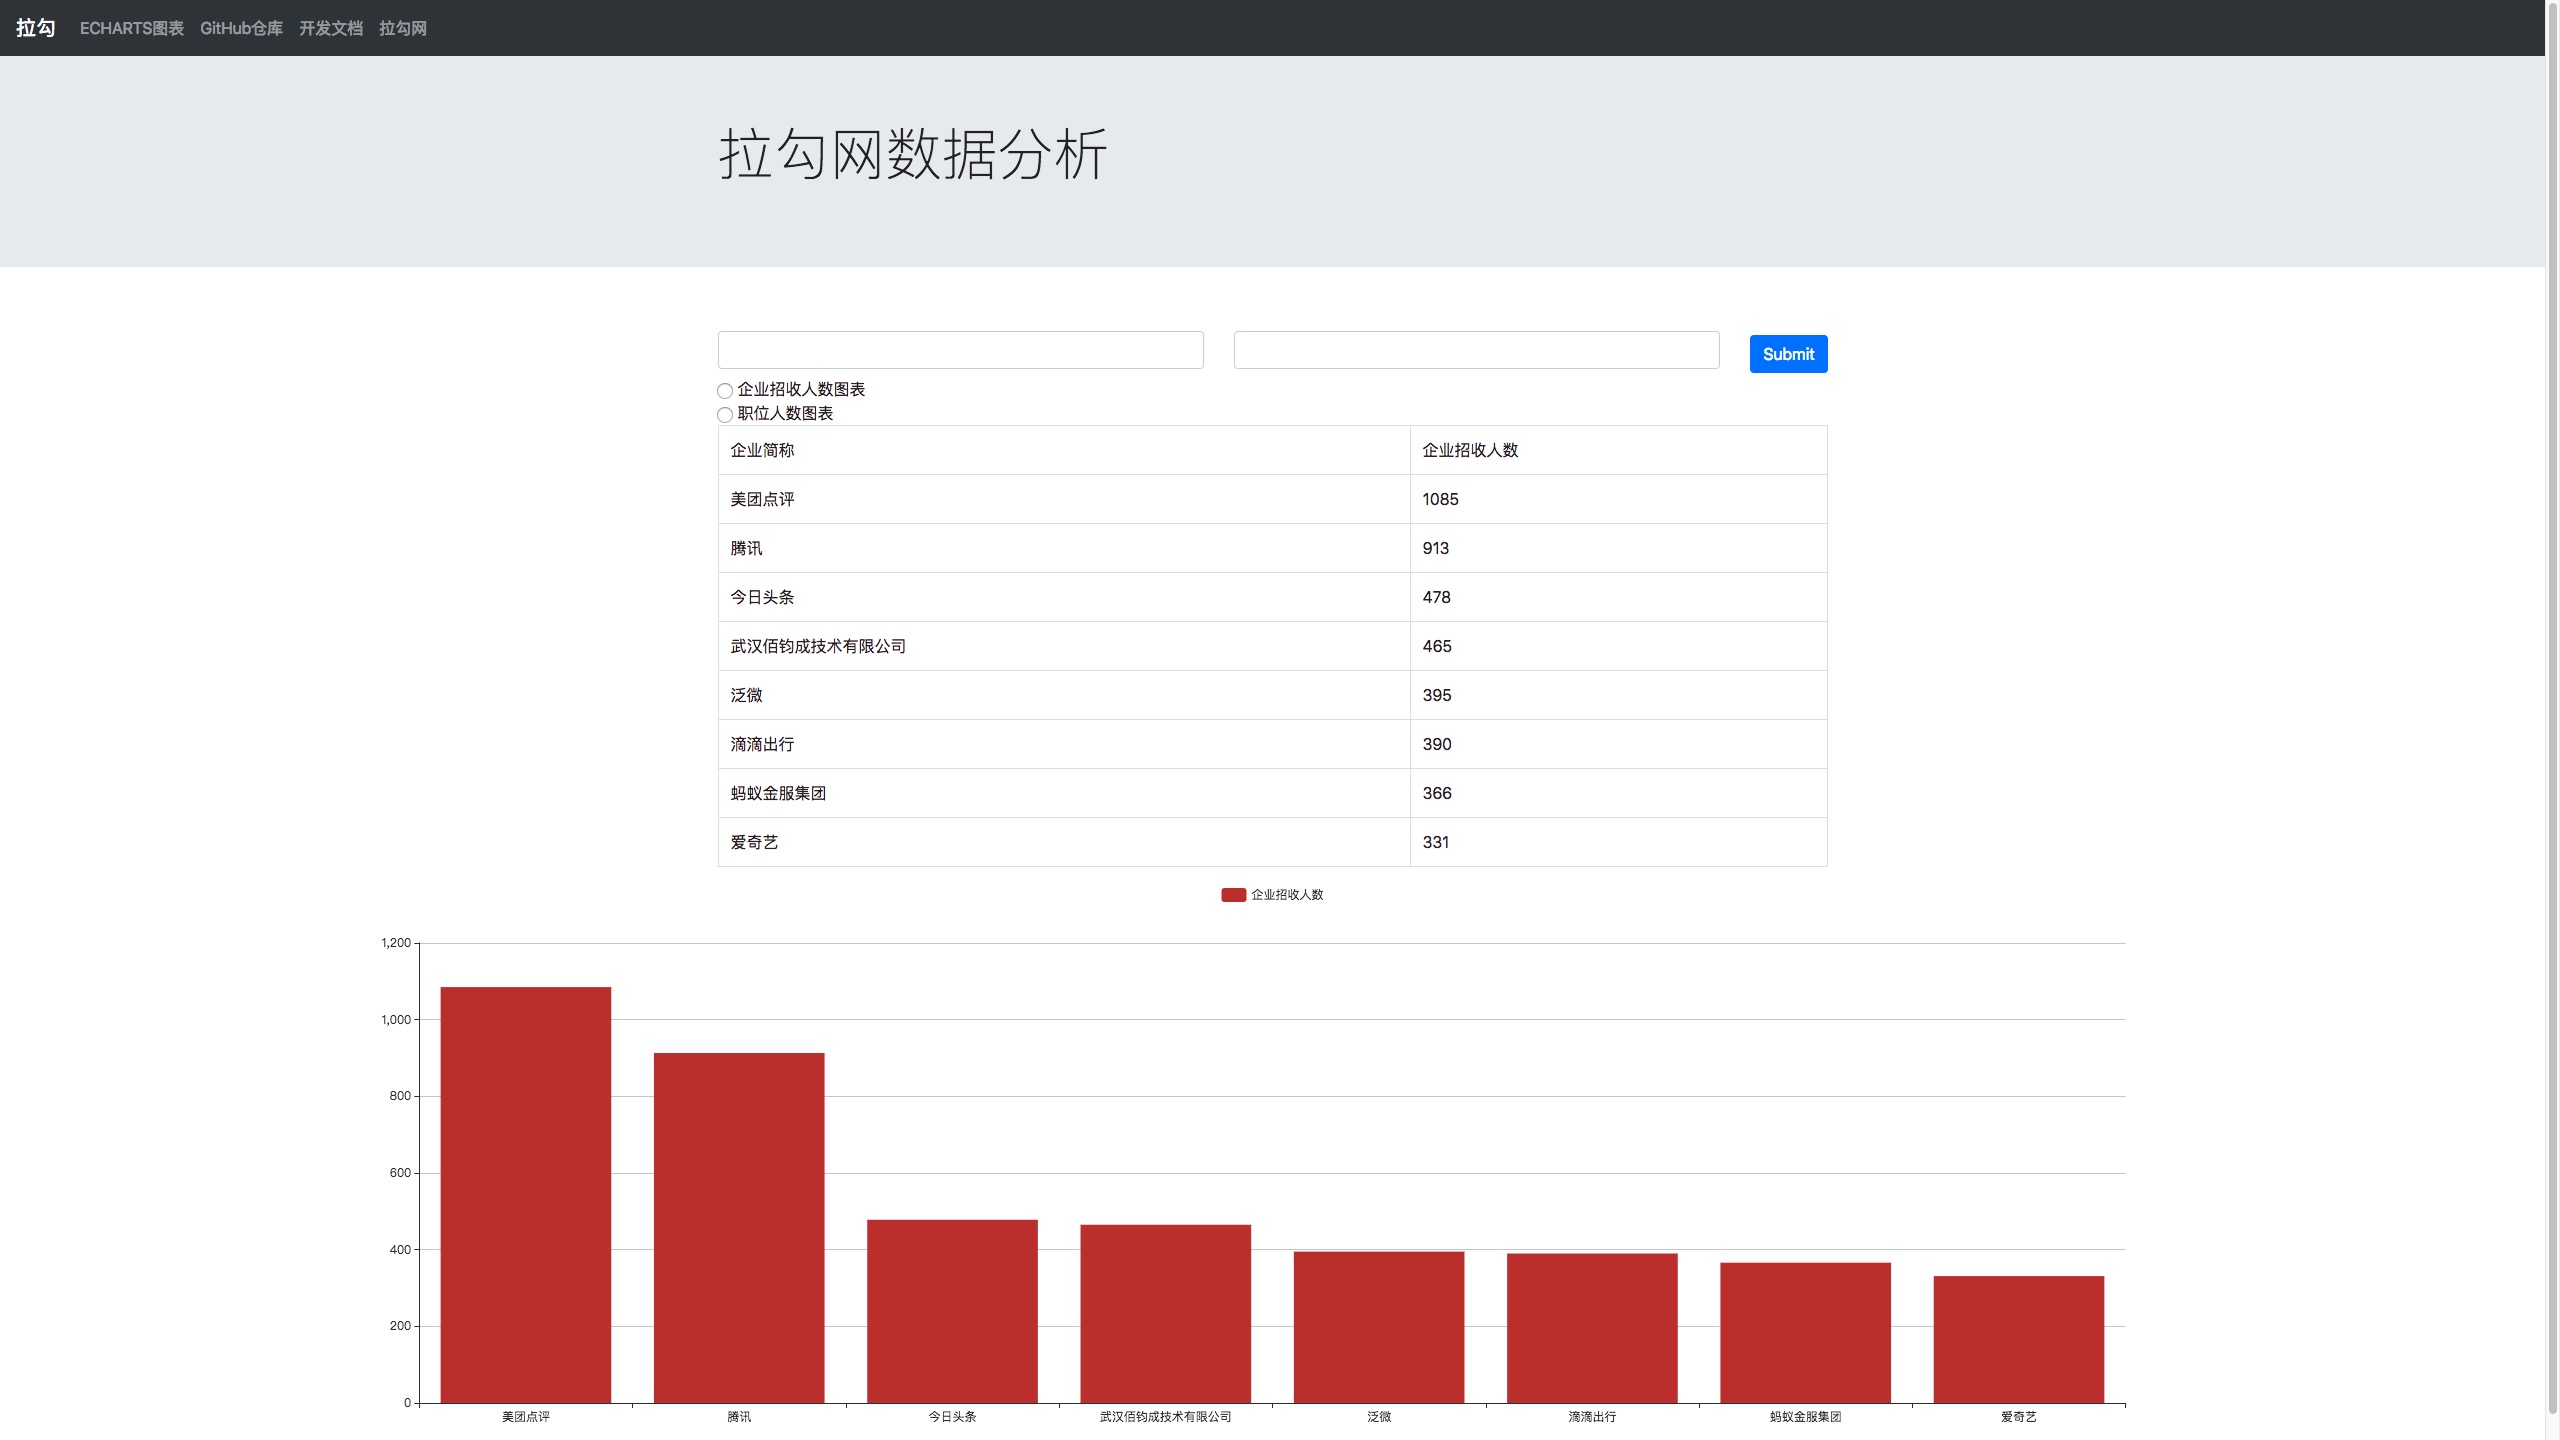 拉勾 ECHARTS图表 GitHub仓库 开发文档 拉勾网
拉勾网数据分析
Submit
企业招收人数图表
职位人数图表
企业简称 企业招收人数
美团点评 1085
腾讯 913
今日头条 478
武汉佰钧成技术有限公司 465
泛微 395
滴滴出行 390
蚂蚁金服集团 366
爱奇艺 331
企业招收人数
1,200
1,000
800
600
400
200
0
美团点评 腾讯 今日头条 武汉佰钧成技术有限公司 泛微 滴滴出行 蚂蚁金服集团 爱奇艺